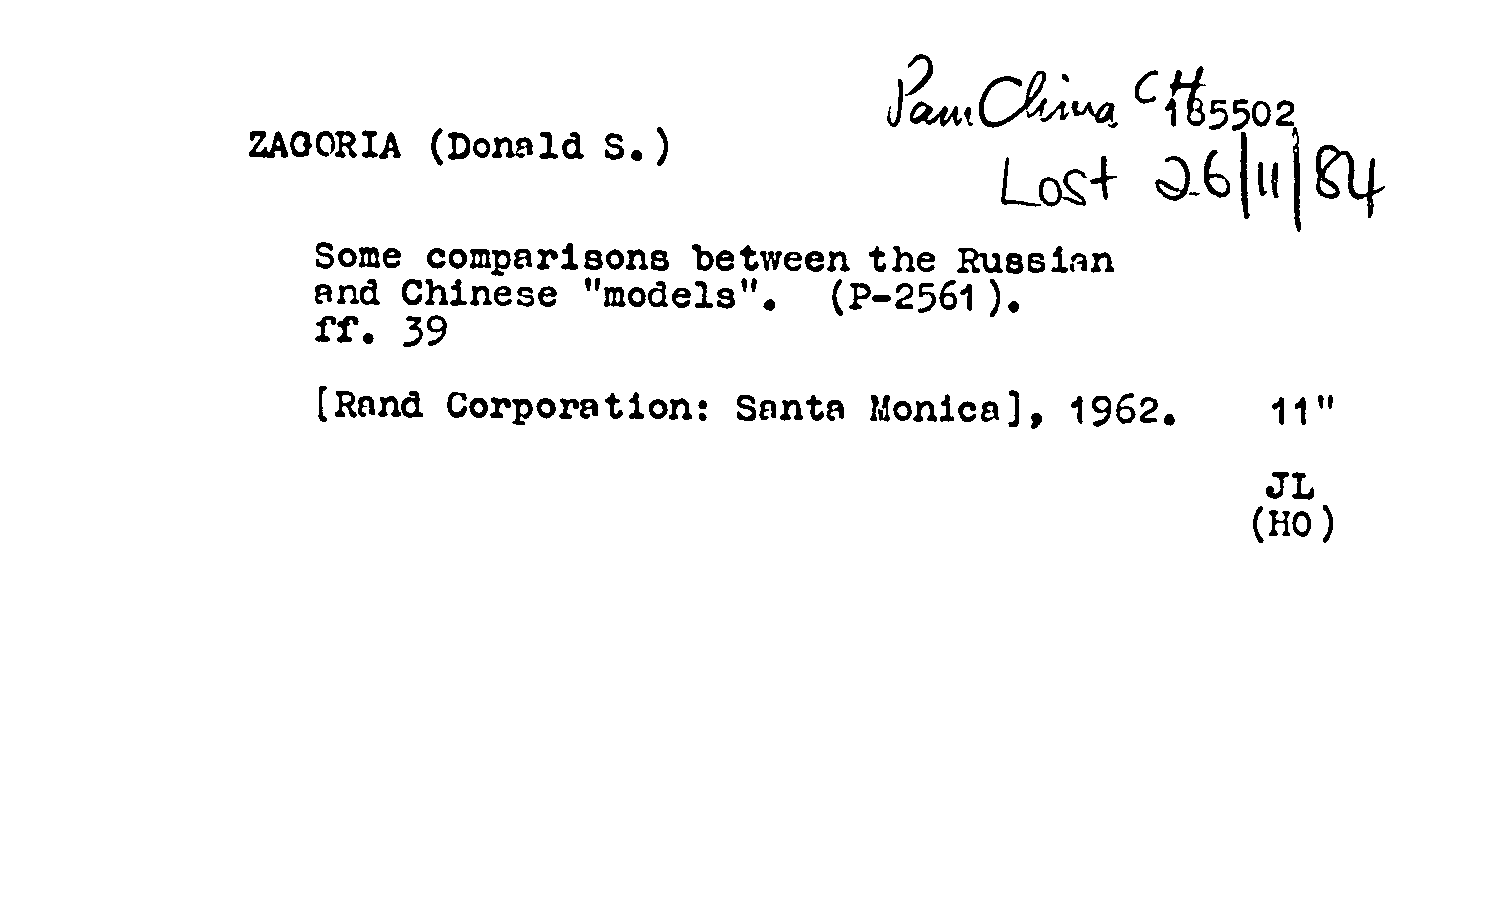 Pam China CH
185502
ZAGORIA (Donald S.)
Lost 26/11/84
Some comparisons between the Russian
and Chinese "models". (P-2561).
ff. 39
[Rand Corporation: Santa Monica], 1962. 11"
JL
(HO)